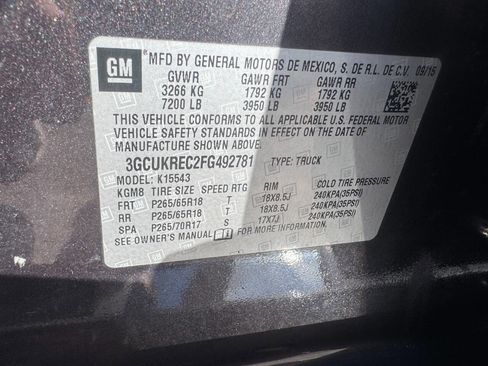 GM
*MFD BY GENERAL MOTORS DE MEXICO, S. DE R.L. DE C.V. 09/15
GVWR GAWR FRT GAWR RR
3266 KG 1792 KG 1792 KG
7200 LB 3950 LB 3950 LB
THIS VEHICLE CONFORMS TO ALL APPLICABLE U.S. FEDERAL MOTOR
VEHICLE SAFETY STANDARDS IN EFFECT ON THE DATE OF
MANUFACTURE SHOWN ABOVE.
3GCUKREC2FG492781 TYPE: TRUCK
MODEL: K15543
KGM8 TIRE SIZE SPEED RTG RIM COLD TIRE PRESSURE
FRT P265/65R18 T 18X8.5J 240KPA(35PSI)
RR P265/65R18 T 18X8.5J 240KPA(35PSI)
SPA P265/70R17 S 17X7J 240KPA(35PSI)
SEE OWNER'S MANUAL FOR MORE INFORMATION.